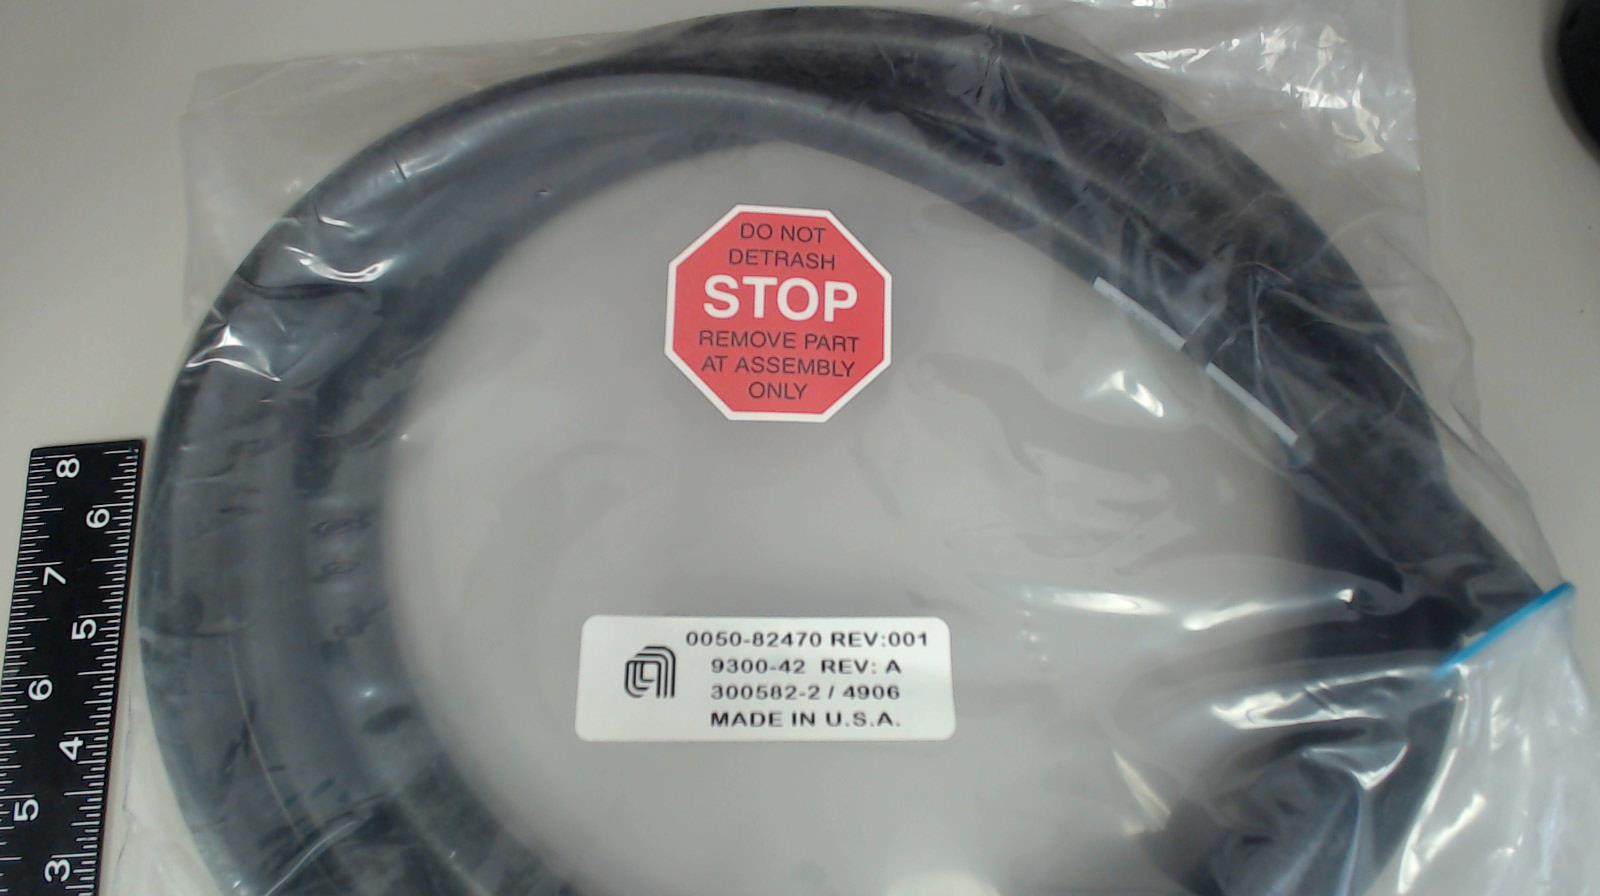 DO NOT
DETRASH
STOP
REMOVE PART
AT ASSEMBLY
ONLY
0050-82470 REV:001
9300-42 REV: A
300582-2 / 4906
MADE IN U.S.A.
8
6
7
5
6
4
5
3